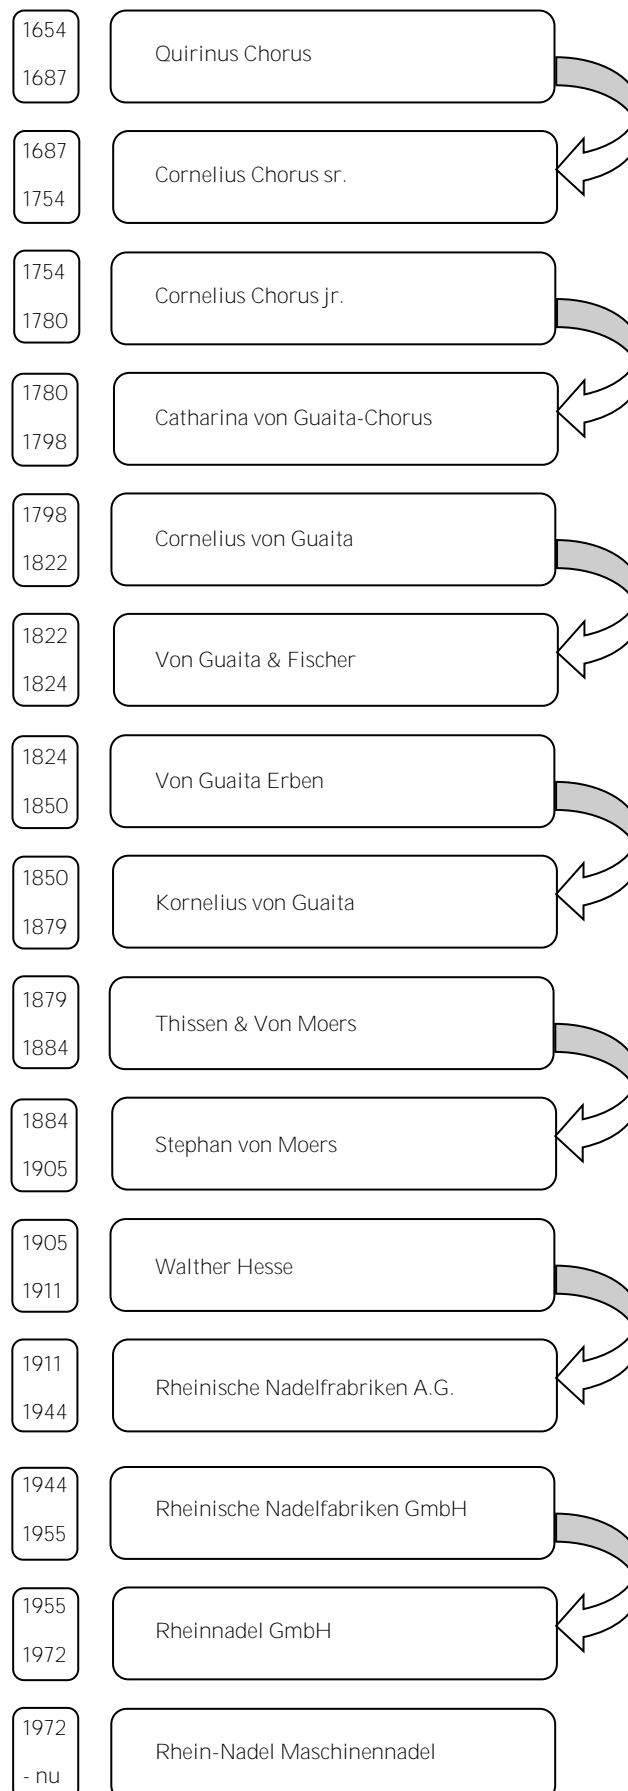 1654
1687
Quirinus Chorus
1687
1754
Cornelius Chorus sr.
1754
1780
Cornelius Chorus jr.
1780
1798
Catharina von Guaita-Chorus
1798
1822
Cornelius von Guaita
1822
1824
Von Guaita & Fischer
1824
1850
Von Guaita Erben
1850
1879
Kornelius von Guaita
1879
1884
Thissen & Von Moers
1884
1905
Stephan von Moers
1905
1911
Walther Hesse
1911
1944
Rheinische Nadelfrabriken A.G.
1944
1955
Rheinische Nadelfabriken GmbH
1955
1972
Rheinnadel GmbH
1972
- nu
Rhein-Nadel Maschinennadel